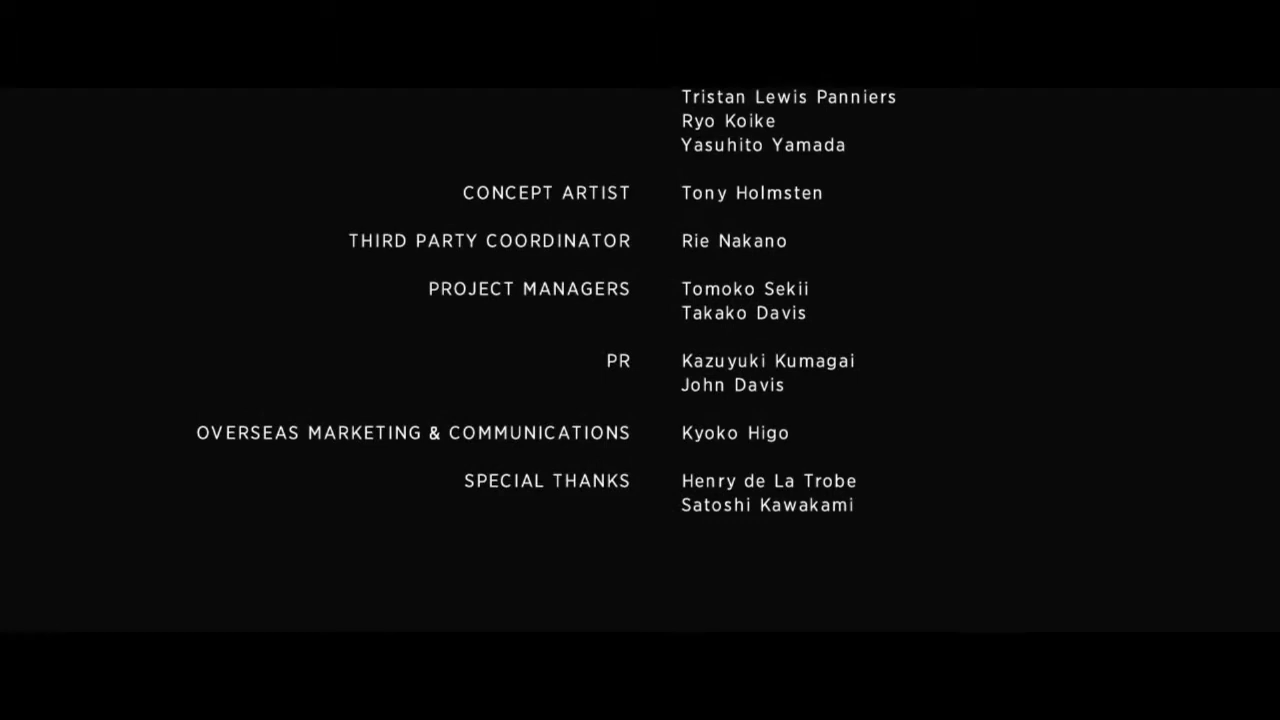 Tristan Lewis Panniers
Ryo Koike
Yasuhito Yamada
CONCEPT ARTIST Tony Holmsten
THIRD PARTY COORDINATOR Rie Nakano
PROJECT MANAGERS Tomoko Sekii
Takako Davis
PR Kazuyuki Kumagai
John Davis
OVERSEAS MARKETING & COMMUNICATIONS Kyoko Higo
SPECIAL THANKS Henry de La Trobe
Satoshi Kawakami